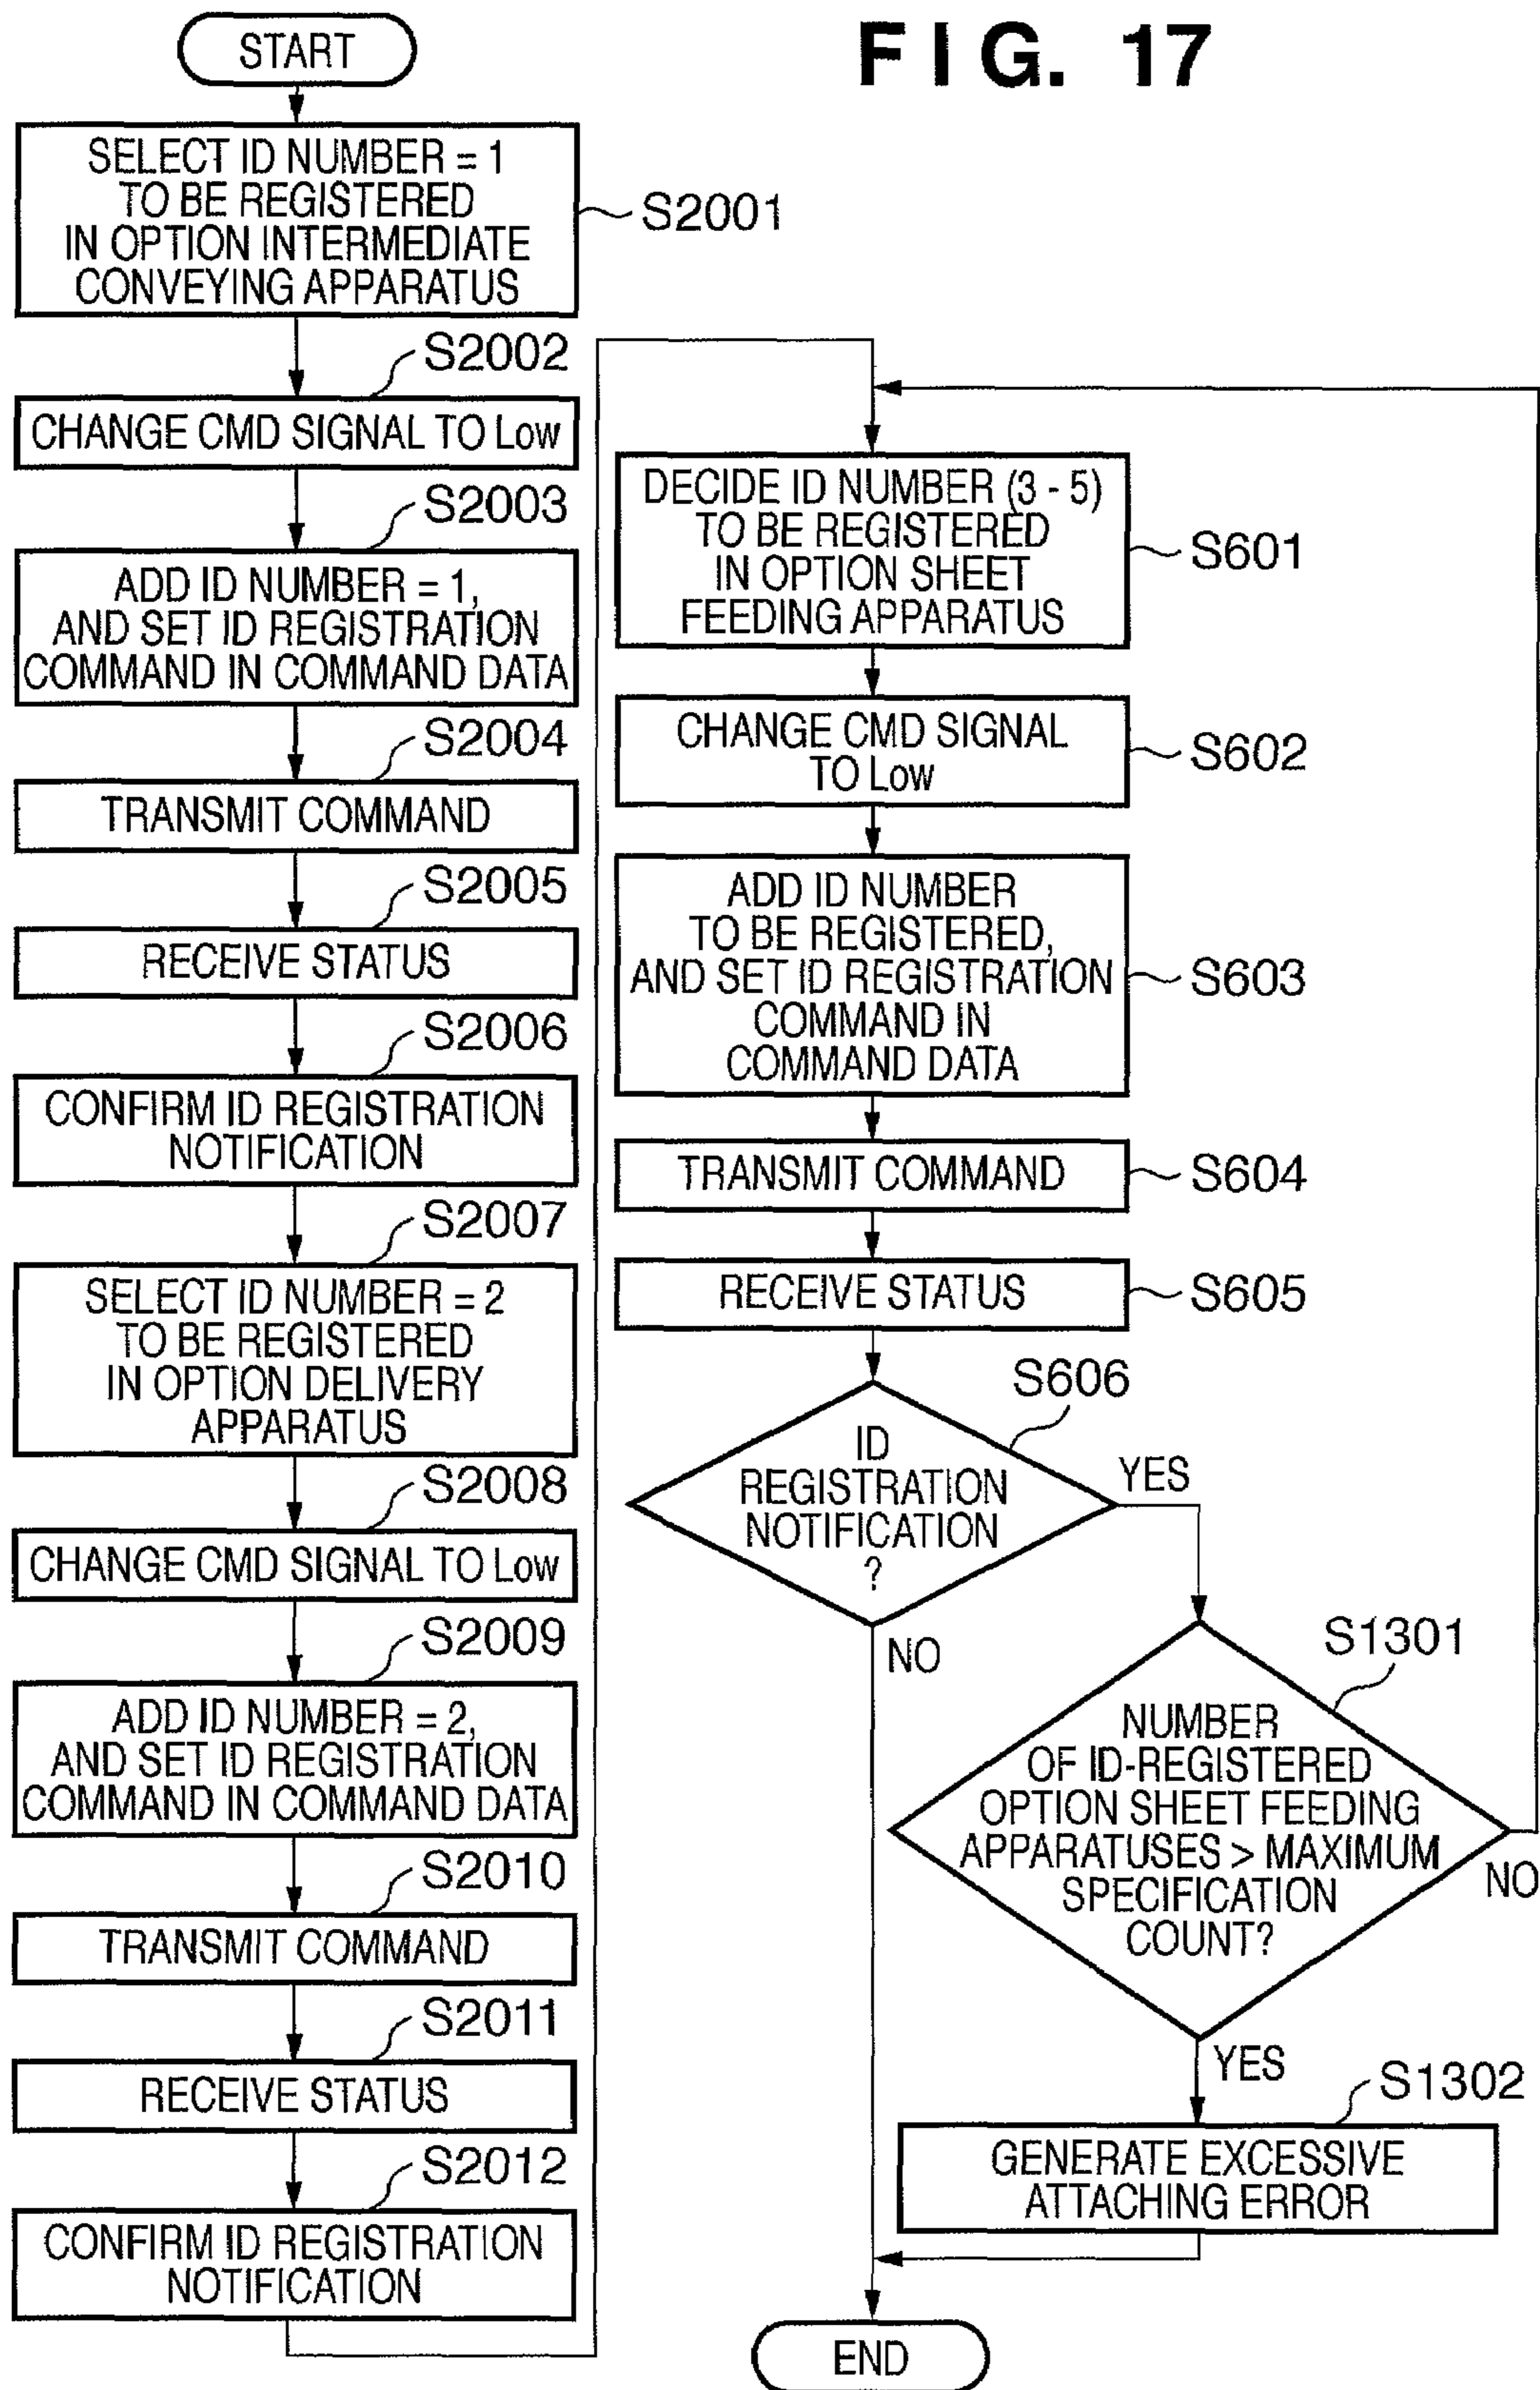 FIG. 17
START
SELECT ID NUMBER = 1
TO BE REGISTERED
IN OPTION INTERMEDIATE
CONVEYING APPARATUS
S2001
S2002
CHANGE CMD SIGNAL TO Low
S2003
ADD ID NUMBER = 1,
AND SET ID REGISTRATION
COMMAND IN COMMAND DATA
S2004
TRANSMIT COMMAND
S2005
RECEIVE STATUS
S2006
CONFIRM ID REGISTRATION
NOTIFICATION
S2007
SELECT ID NUMBER = 2
TO BE REGISTERED
IN OPTION DELIVERY
APPARATUS
S2008
CHANGE CMD SIGNAL TO Low
S2009
ADD ID NUMBER = 2,
AND SET ID REGISTRATION
COMMAND IN COMMAND DATA
S2010
TRANSMIT COMMAND
S2011
RECEIVE STATUS
S2012
CONFIRM ID REGISTRATION
NOTIFICATION
DECIDE ID NUMBER (3 - 5)
TO BE REGISTERED
IN OPTION SHEET
FEEDING APPARATUS
S601
CHANGE CMD SIGNAL
TO Low
S602
ADD ID NUMBER
TO BE REGISTERED,
AND SET ID REGISTRATION
COMMAND IN
COMMAND DATA
S603
TRANSMIT COMMAND
S604
RECEIVE STATUS
S605
S606
ID
REGISTRATION
NOTIFICATION
?
YES
NO
S1301
NUMBER
OF ID-REGISTERED
OPTION SHEET FEEDING
APPARATUSES > MAXIMUM
SPECIFICATION
COUNT?
NO
YES
S1302
GENERATE EXCESSIVE
ATTACHING ERROR
END